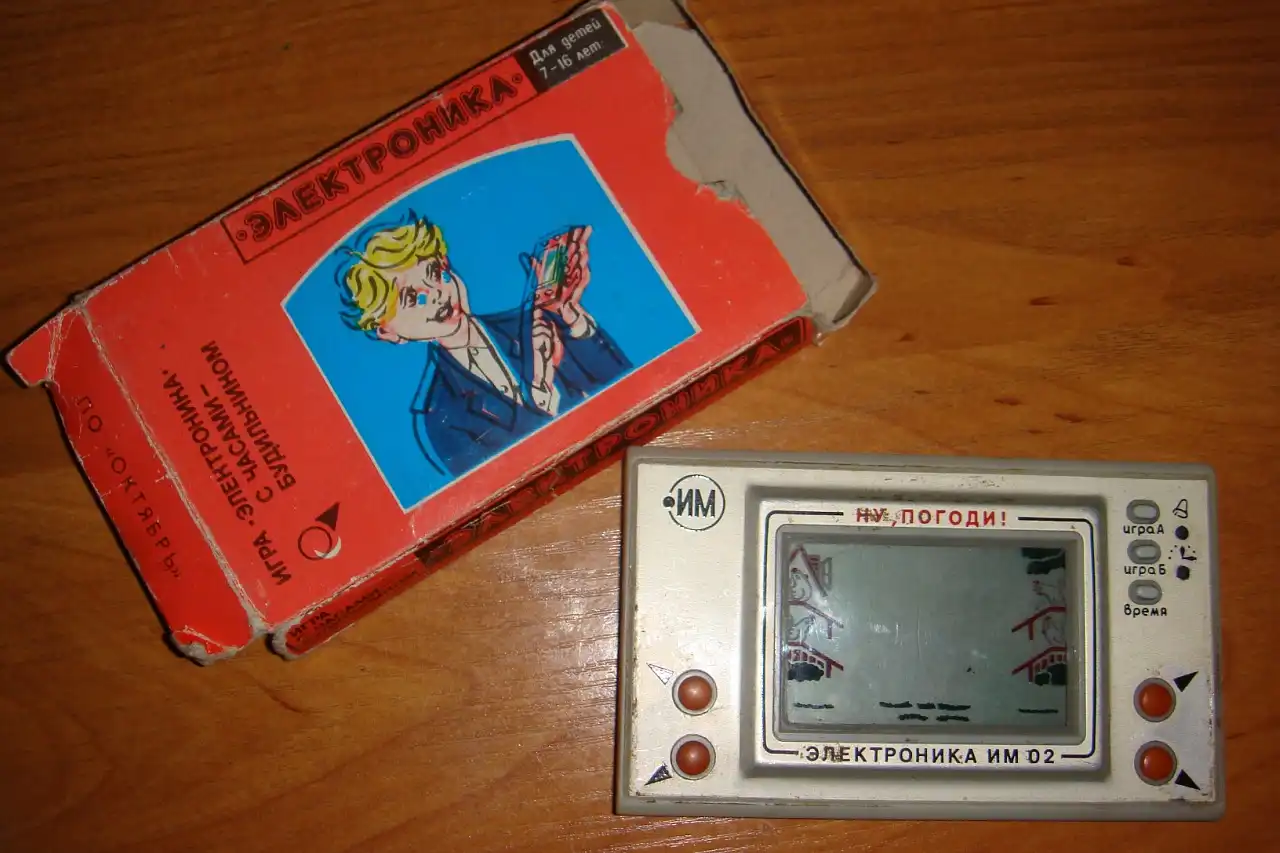 Для детей
7-16 лет
·ЭЛЕКТРОНИКА·
ИГРА ·ЭЛЕКТРОНИКА·
С ЧАСАМИ-
БУДИЛЬНИКОМ
ПО „ОКТЯБРЬ"
·ЭЛЕКТРОНИКА·
ИГРА
·ИМ
НУ, ПОГОДИ!
игра А
игра Б
время
ЭЛЕКТРОНИКА ИМ 02